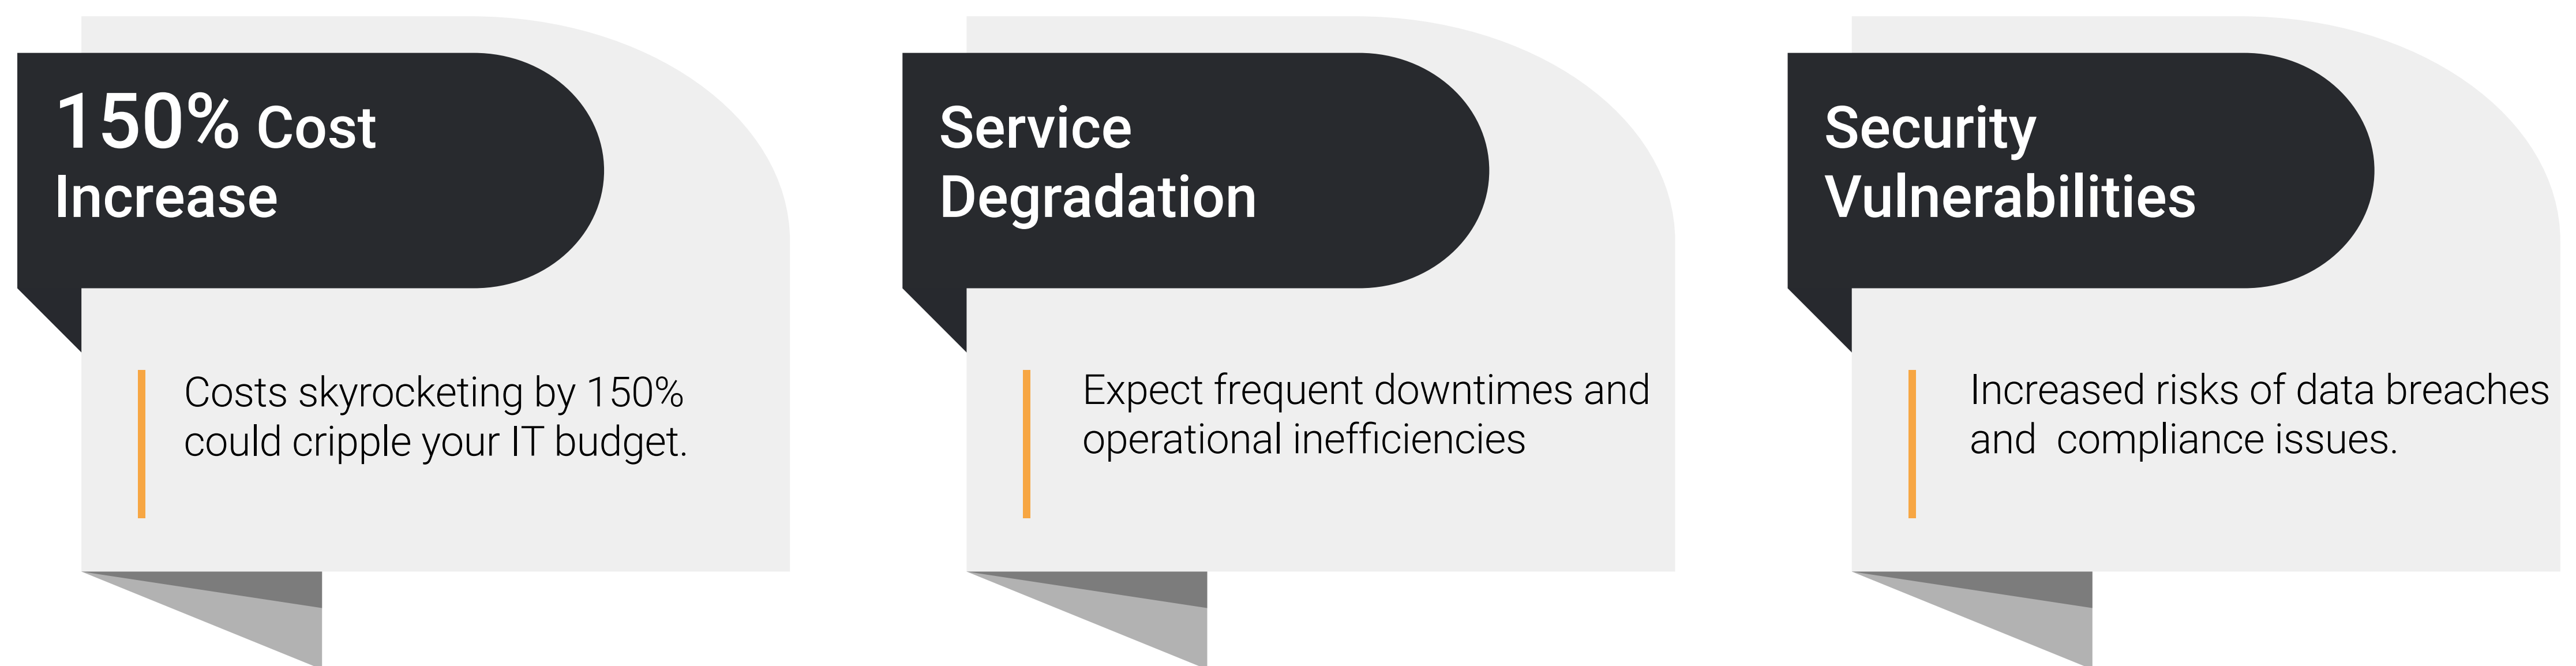 150% Cost
Increase
Costs skyrocketing by 150%
could cripple your IT budget.
Service
Degradation
Expect frequent downtimes and
operational inefficiencies
Security
Vulnerabilities
Increased risks of data breaches
and  compliance issues.